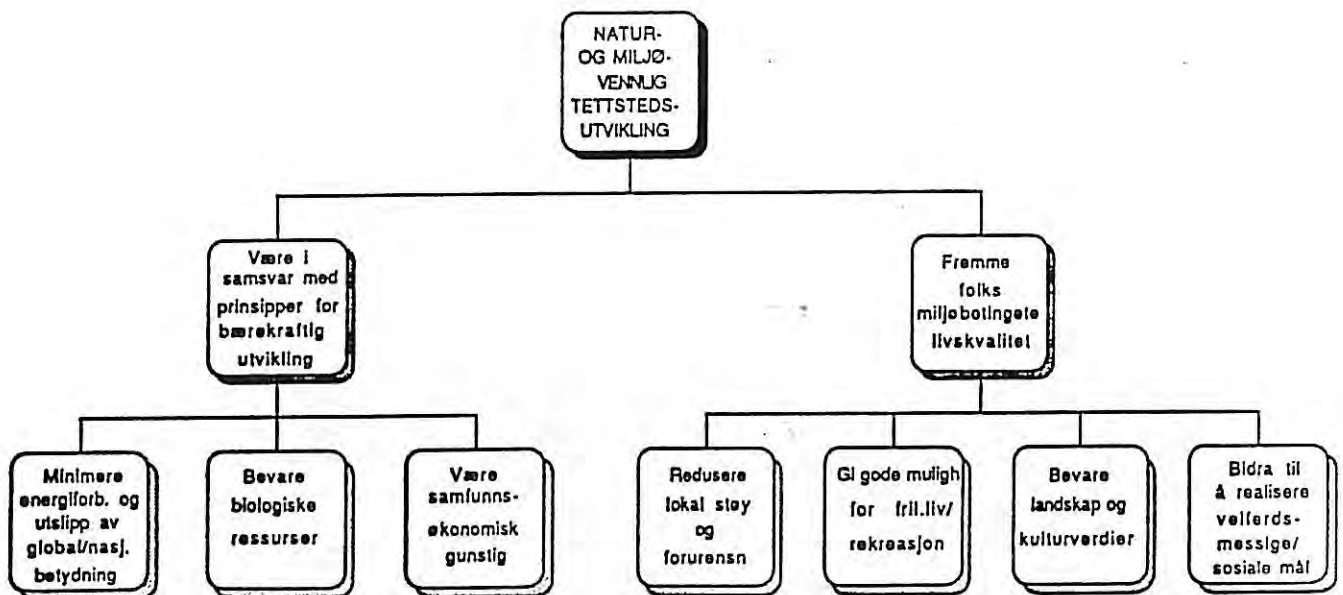 NATUR-
OG MILJØ-
VENNLIG
TETTSTEDS-
UTVIKLING
Være i
samsvar med
prinsipper for
bærekraftig
utvikling
Fremme
folks
miljøbetingete
livskvalitet
Minimere
energiforb. og
utslipp av
global/nasj.
betydning
Bevare
biologiske
ressurser
Være
samfunns-
økonomisk
gunstig
Redusere
lokal støy
og
forurensn
Gi gode muligh
for fril.liv/
rekreasjon
Bevare
landskap og
kulturverdier
Bidra til
å realisere
velferds-
messige/
sosiale mål